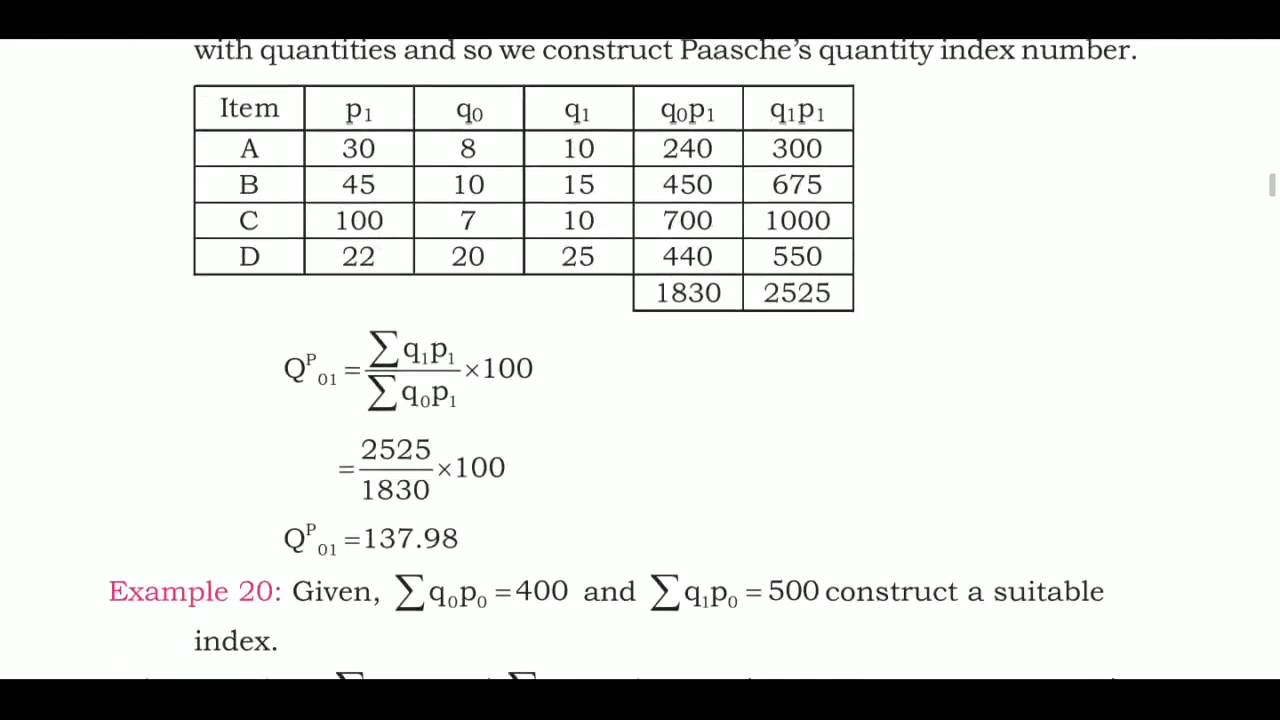 with quantities and so we construct Paasche's quantity index number.
Item p₁ q₀ q₁ q₀p₁ q₁p₁
A 30 8 10 240 300
B 45 10 15 450 675
C 100 7 10 700 1000
D 22 20 25 440 550
1830 2525
Qᴾ₀₁ = ∑q₁p₁ / ∑q₀p₁ ×100
= 2525 / 1830 ×100
Qᴾ₀₁ =137.98
Example 20: Given, ∑q₀p₀ = 400 and ∑q₁p₀ = 500 construct a suitable
index.